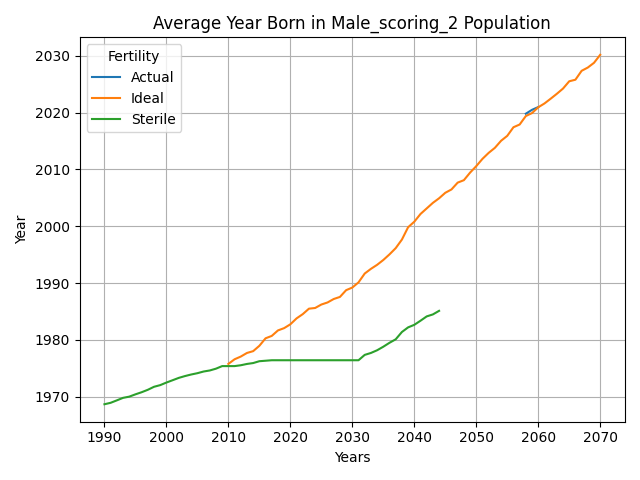 Average Year Born in Male_scoring_2 Population
Fertility
Actual
Ideal
Sterile
2030
2020
2010
2000
1990
1980
1970
Year
1990 2000 2010 2020 2030 2040 2050 2060 2070
Years